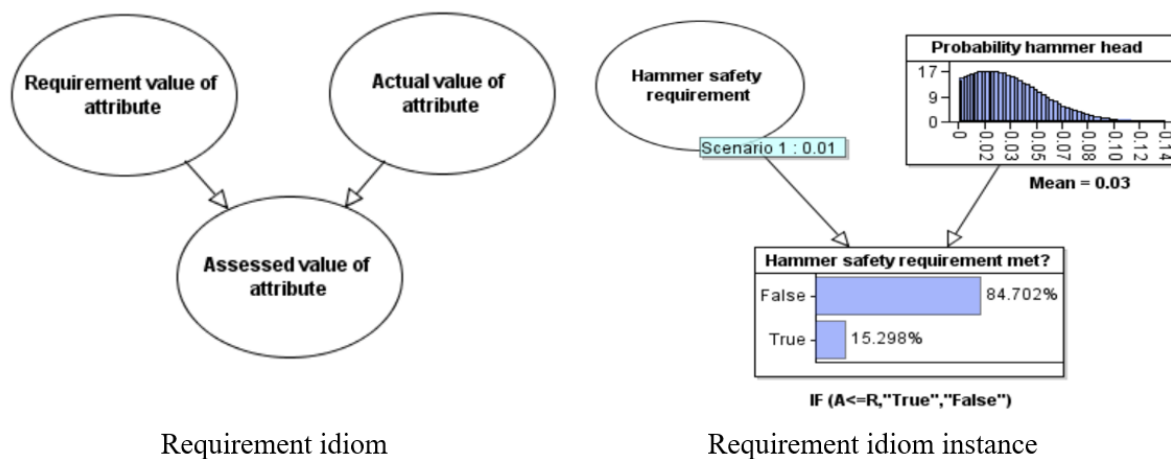 Requirement value of
attribute
Actual value of
attribute
Assessed value of
attribute
Requirement idiom
Hammer safety
requirement
Scenario 1 : 0.01
Probability hammer head
17
9
0
0
0.02
0.03
0.05
0.07
0.08
0.10
0.12
0.14
Mean = 0.03
Hammer safety requirement met?
False
84.702%
True
15.298%
IF (A<=R,"True","False")
Requirement idiom instance